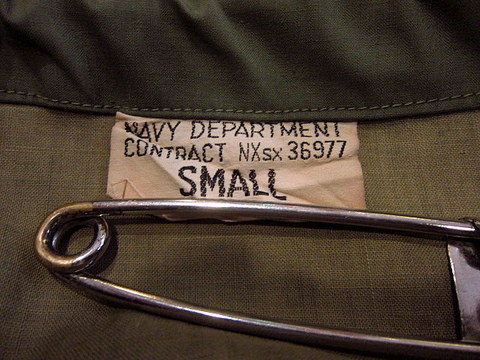 NAVY DEPARTMENT
CONTRACT NXsx 36977
SMALL